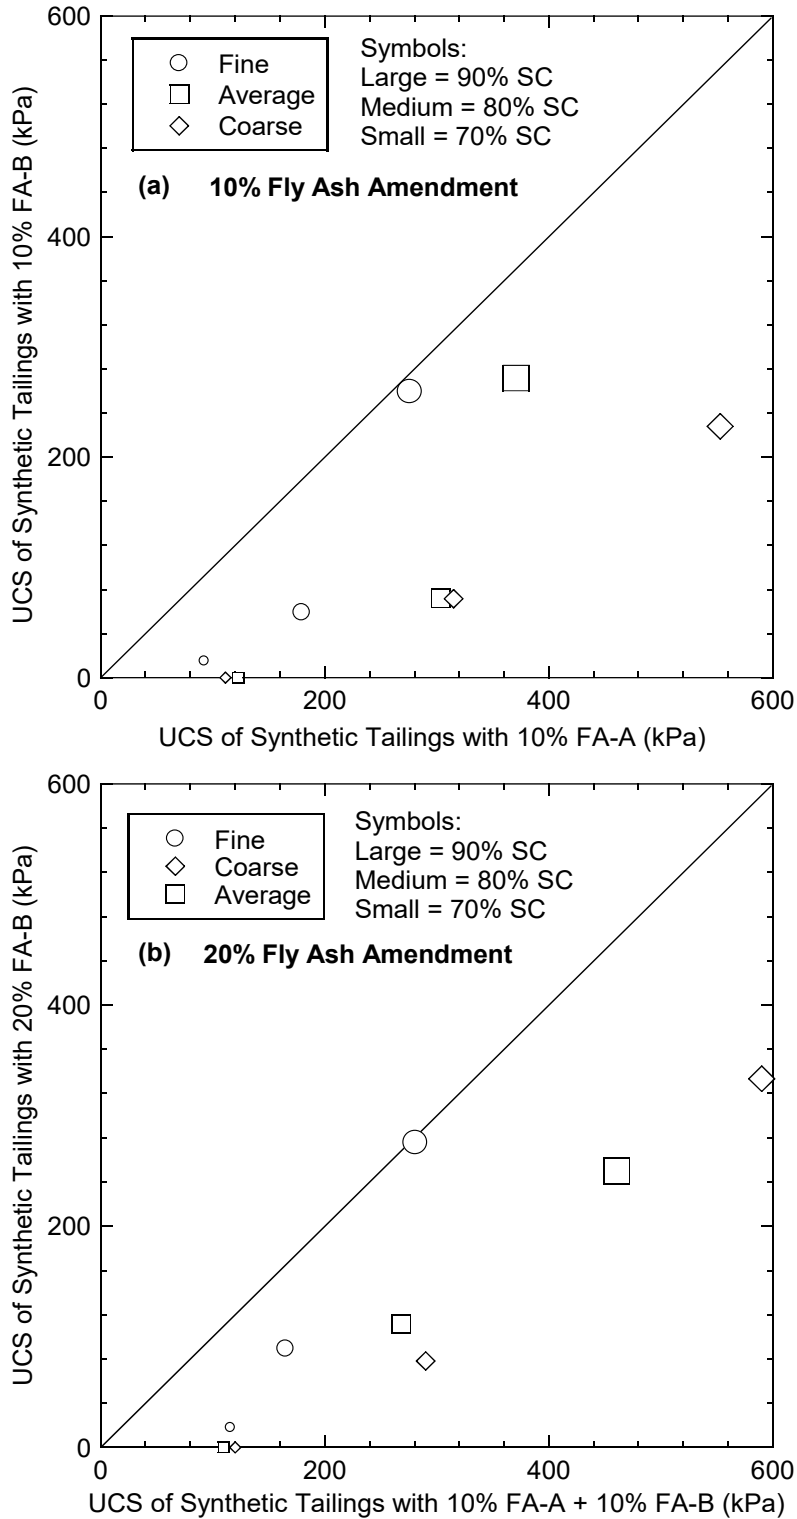 600
400
200
0
UCS of Synthetic Tailings with 10% FA-B (kPa)
Fine
Average
Coarse
Symbols:
Large = 90% SC
Medium = 80% SC
Small = 70% SC
(a) 10% Fly Ash Amendment
0 200 400 600
UCS of Synthetic Tailings with 10% FA-A (kPa)
600
400
200
0
UCS of Synthetic Tailings with 20% FA-B (kPa)
Fine
Coarse
Average
Symbols:
Large = 90% SC
Medium = 80% SC
Small = 70% SC
(b) 20% Fly Ash Amendment
0 200 400 600
UCS of Synthetic Tailings with 10% FA-A + 10% FA-B (kPa)